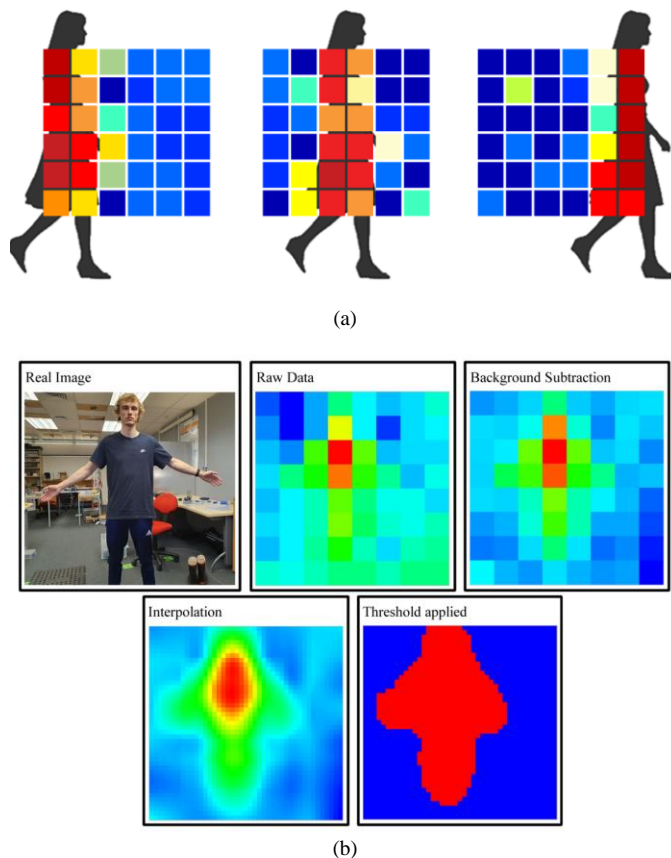 (a)
Real Image
Raw Data
Background Subtraction
Interpolation
Threshold applied
(b)